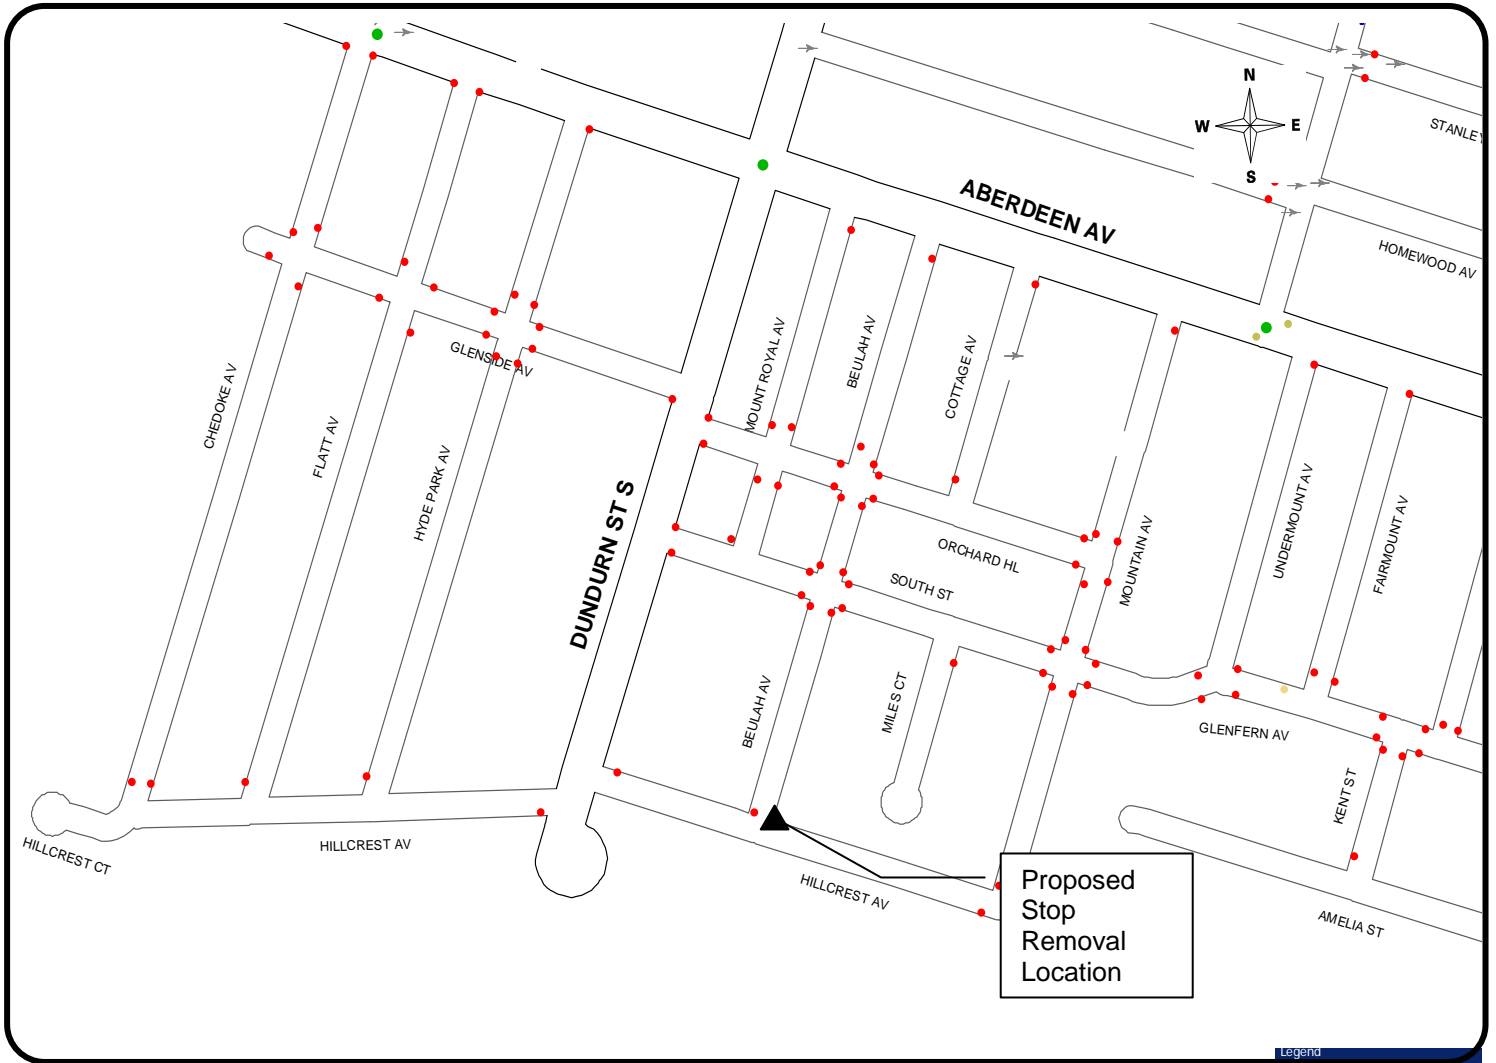 N
W E
S
STANLEY
HOMEWOOD AV
ABERDEEN AV
MOUNT ROYAL AV
BEULAH AV
COTTAGE AV
GLENSIDE AV
CHEDOKE AV
FLATT AV
HYDE PARK AV
DUNDURN ST S
ORCHARD HL
SOUTH ST
MOUNTAIN AV
UNDERMOUNT AV
FAIRMOUNT AV
BEULAH AV
MILES CT
GLENFERN AV
KENT ST
HILLCREST CT
HILLCREST AV
HILLCREST AV
AMELIA ST
Proposed
Stop
Removal
Location
Legend